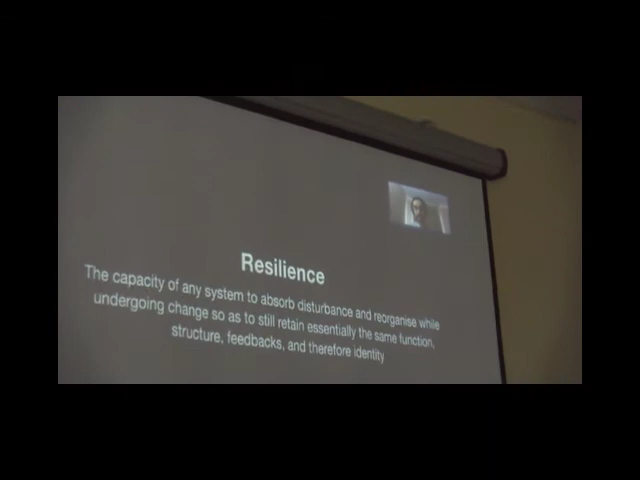 Resilience
The capacity of any system to absorb disturbance and reorganise while
undergoing change so as to still retain essentially the same function,
structure, feedbacks, and therefore identity